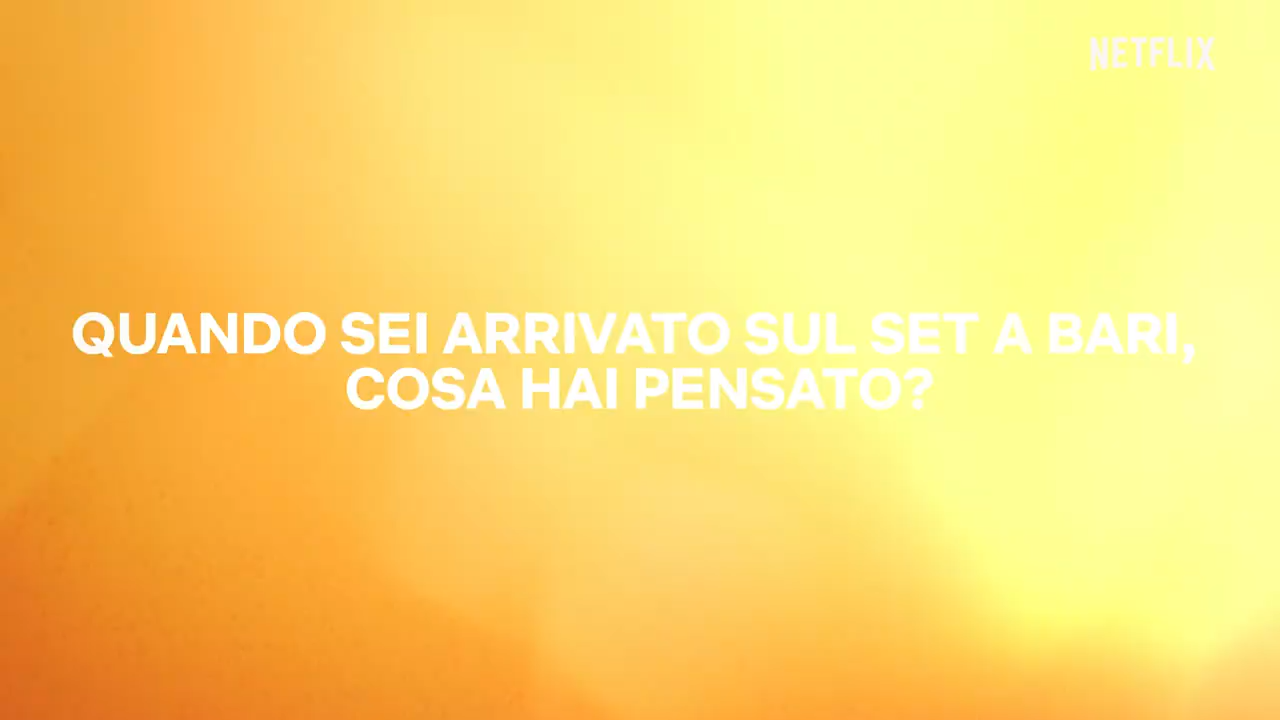 NETFLIX
QUANDO SEI ARRIVATO SUL SET A BARI,
COSA HAI PENSATO?